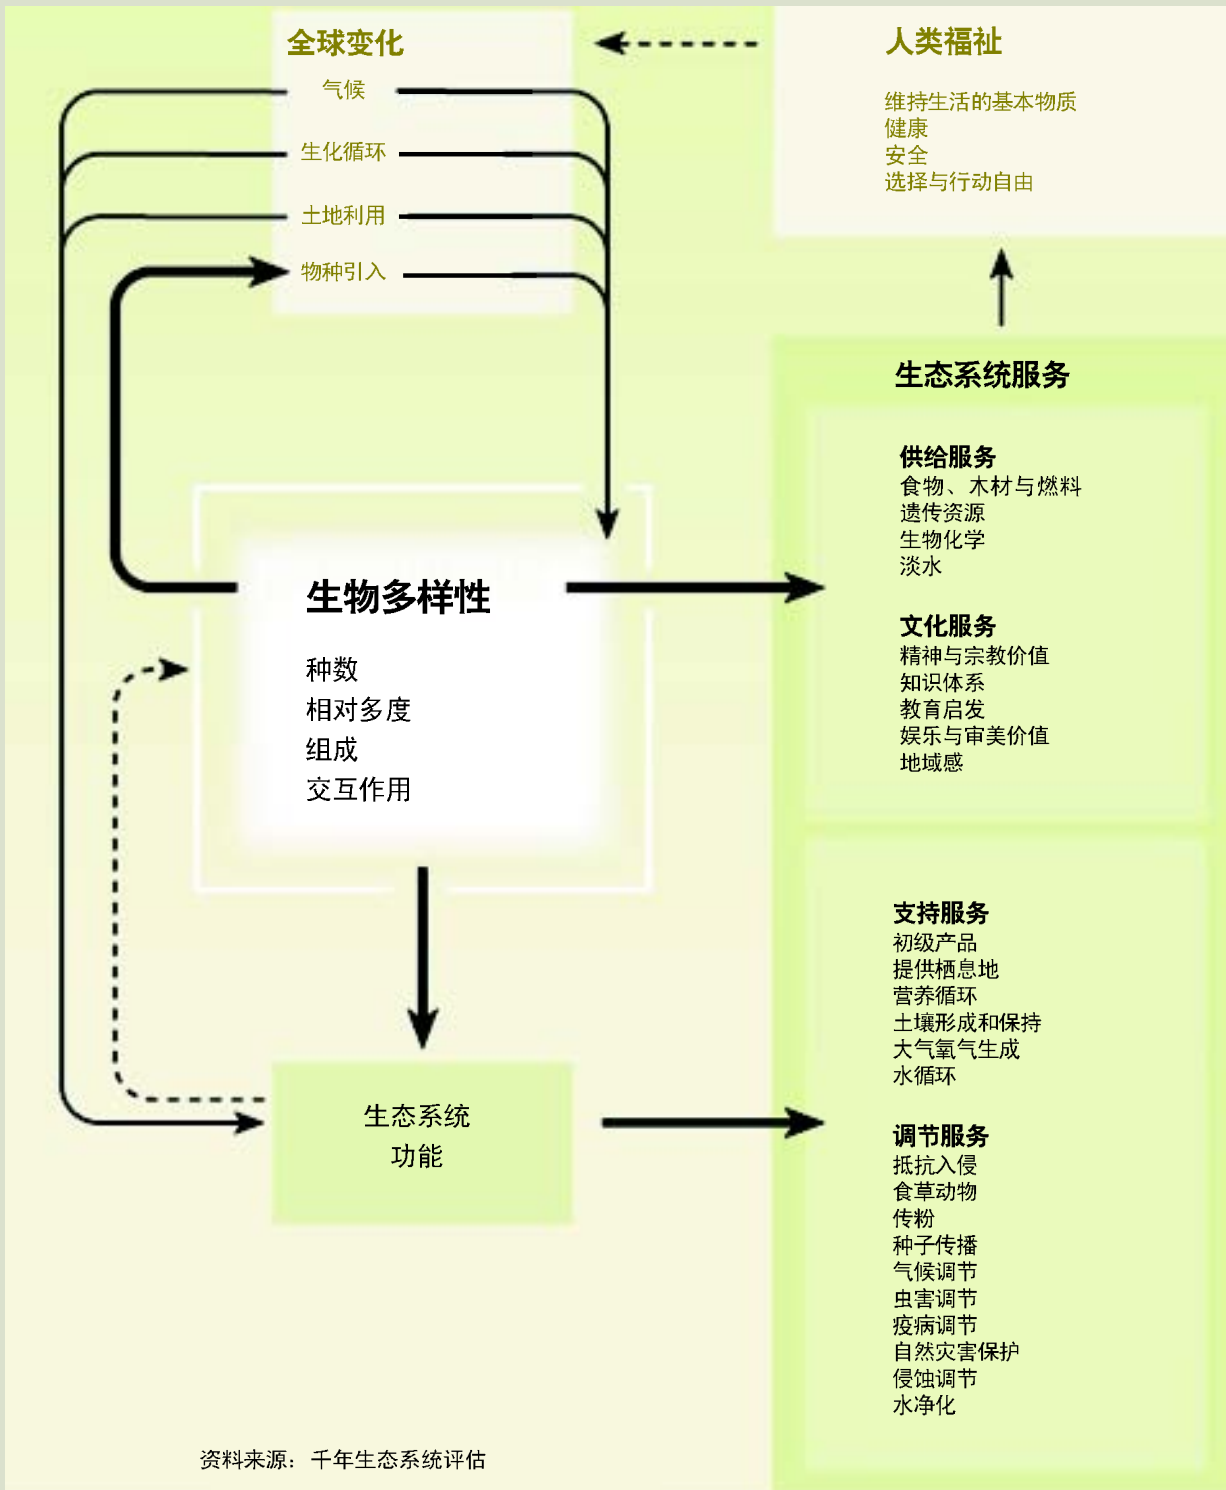 全球变化
气候
生化循环
土地利用
物种引入
人类福祉
维持生活的基本物质
健康
安全
选择与行动自由
生态系统服务
供给服务
食物、木材与燃料
遗传资源
生物化学
淡水
文化服务
精神与宗教价值
知识体系
教育启发
娱乐与审美价值
地域感
生物多样性
种数
相对多度
组成
交互作用
支持服务
初级产品
提供栖息地
营养循环
土壤形成和保持
大气氧气生成
水循环
生态系统
功能
调节服务
抵抗入侵
食草动物
传粉
种子传播
气候调节
虫害调节
疫病调节
自然灾害保护
侵蚀调节
水净化
资料来源：千年生态系统评估